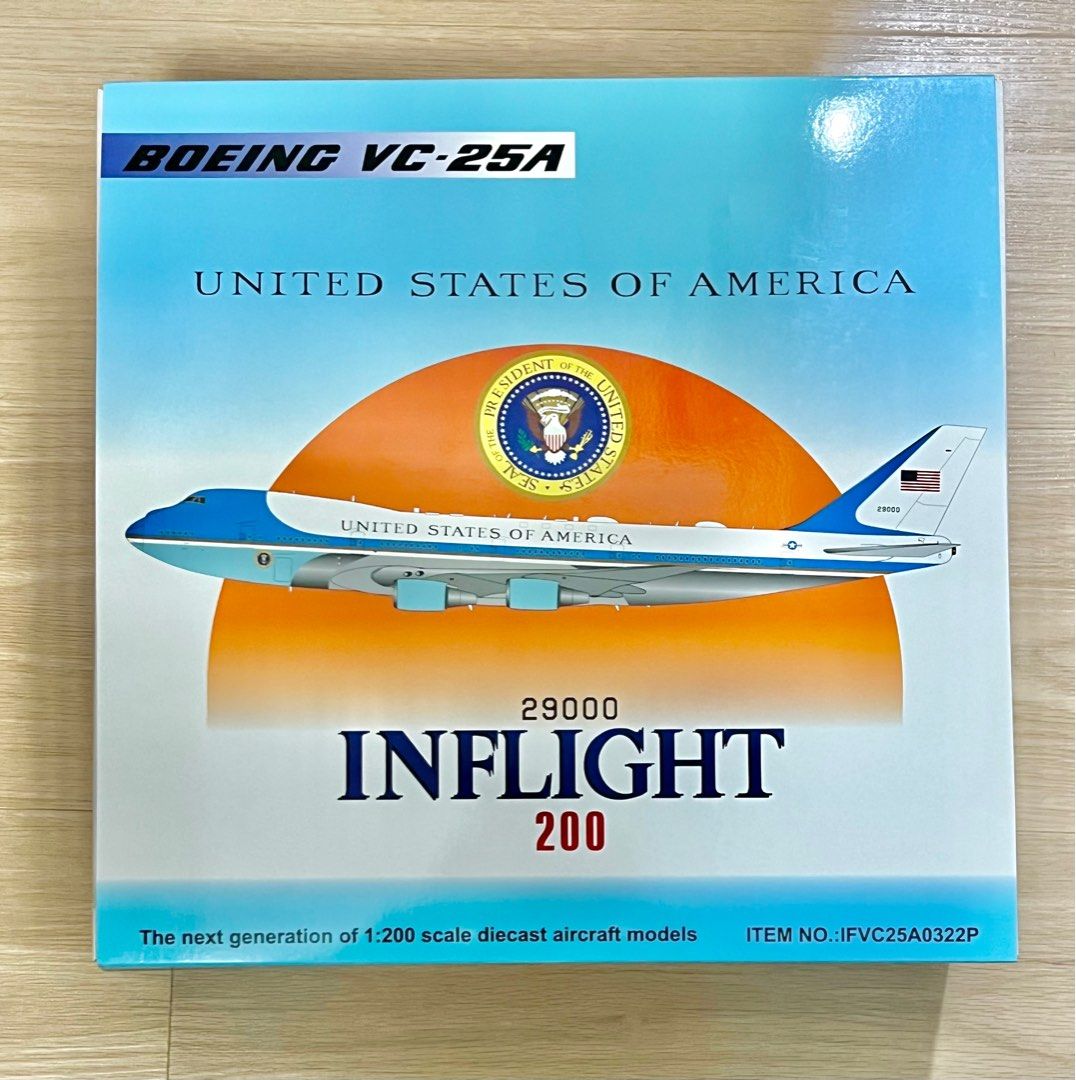 BOEING VC-25A
UNITED STATES OF AMERICA
SEAL OF THE PRESIDENT OF THE UNITED STATES
UNITED STATES OF AMERICA
29000
29000
INFLIGHT
200
The next generation of 1:200 scale diecast aircraft models
ITEM NO.:IFVC25A0322P